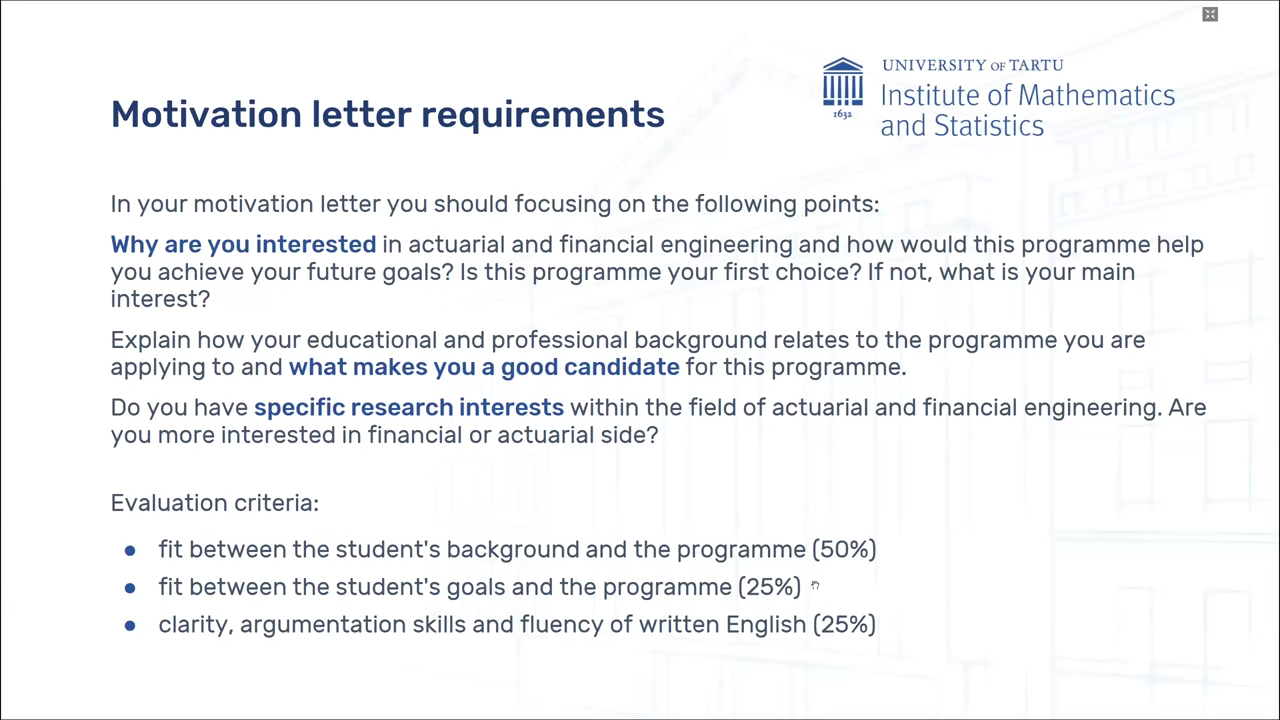 UNIVERSITY OF TARTU
Institute of Mathematics
and Statistics
1632
Motivation letter requirements
In your motivation letter you should focusing on the following points:
Why are you interested in actuarial and financial engineering and how would this programme help
you achieve your future goals? Is this programme your first choice? If not, what is your main
interest?
Explain how your educational and professional background relates to the programme you are
applying to and what makes you a good candidate for this programme.
Do you have specific research interests within the field of actuarial and financial engineering. Are
you more interested in financial or actuarial side?
Evaluation criteria:
● fit between the student's background and the programme (50%)
● fit between the student's goals and the programme (25%)
● clarity, argumentation skills and fluency of written English (25%)